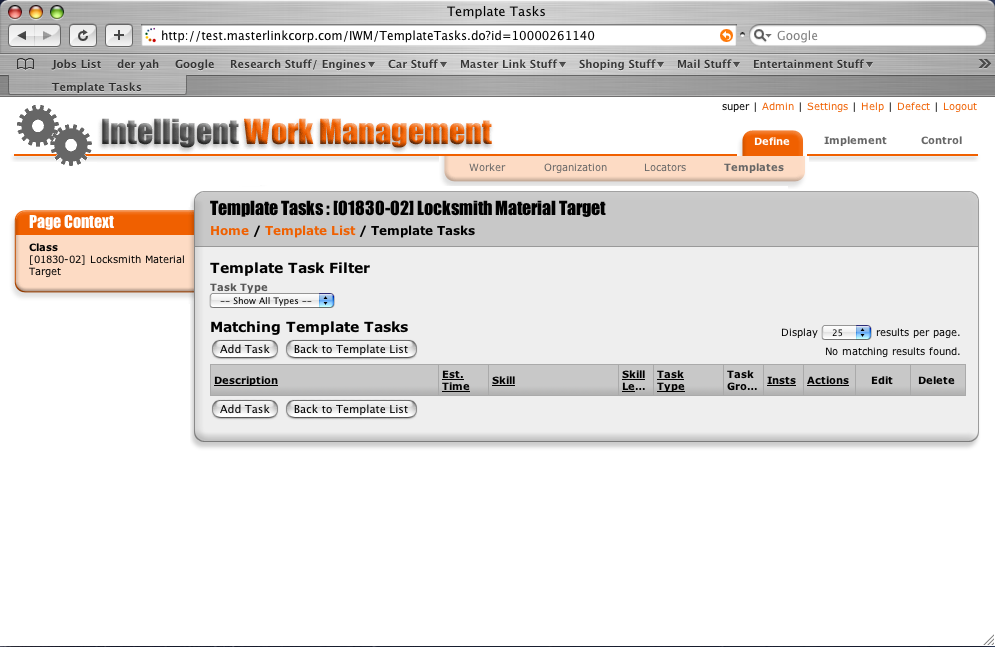 Template Tasks
http://test.masterlinkcorp.com/IWM/TemplateTasks.do?id=10000261140
Google
Jobs List der yah Google Research Stuff/ Engines Car Stuff Master Link Stuff Shoping Stuff Mail Stuff Entertainment Stuff
Template Tasks
super | Admin | Settings | Help | Defect | Logout
Intelligent Work Management
Define Implement Control
Worker Organization Locators Templates
Page Context
Class
[01830-02] Locksmith Material
Target
Template Tasks : [01830-02] Locksmith Material Target
Home / Template List / Template Tasks
Template Task Filter
Task Type
-- Show All Types --
Matching Template Tasks
Display 25 results per page.
Add Task Back to Template List
No matching results found.
Description Est. Time Skill Skill Le... Task Type Task Gro... Insts Actions Edit Delete
Add Task Back to Template List